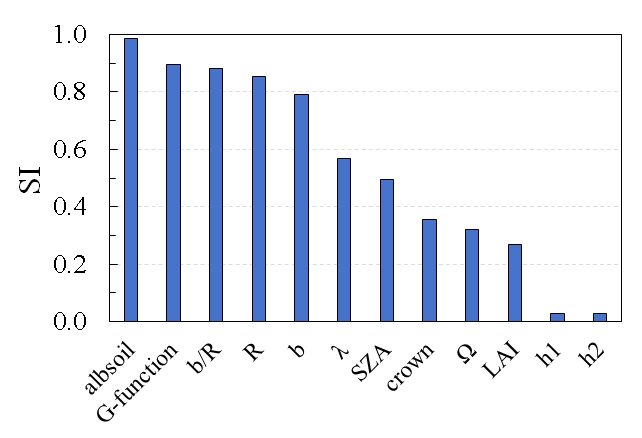 1.0
0.8
0.6
0.4
0.2
0.0
SI
albsoil
G-function
b/R
R
b
λ
SZA
crown
Ω
LAI
h1
h2